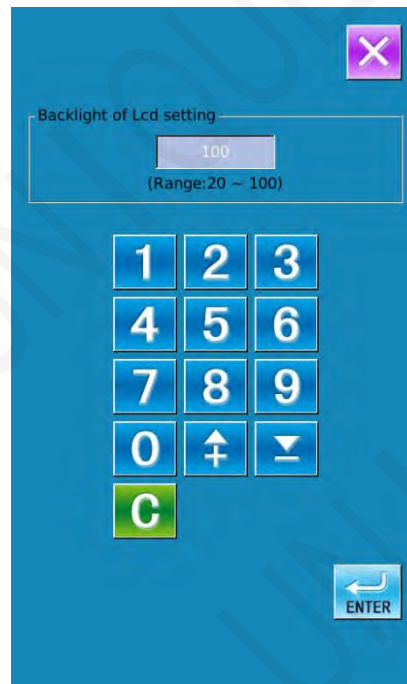 Backlight of Lcd setting
100
(Range:20 ~ 100)
1 2 3
4 5 6
7 8 9
0
C
ENTER